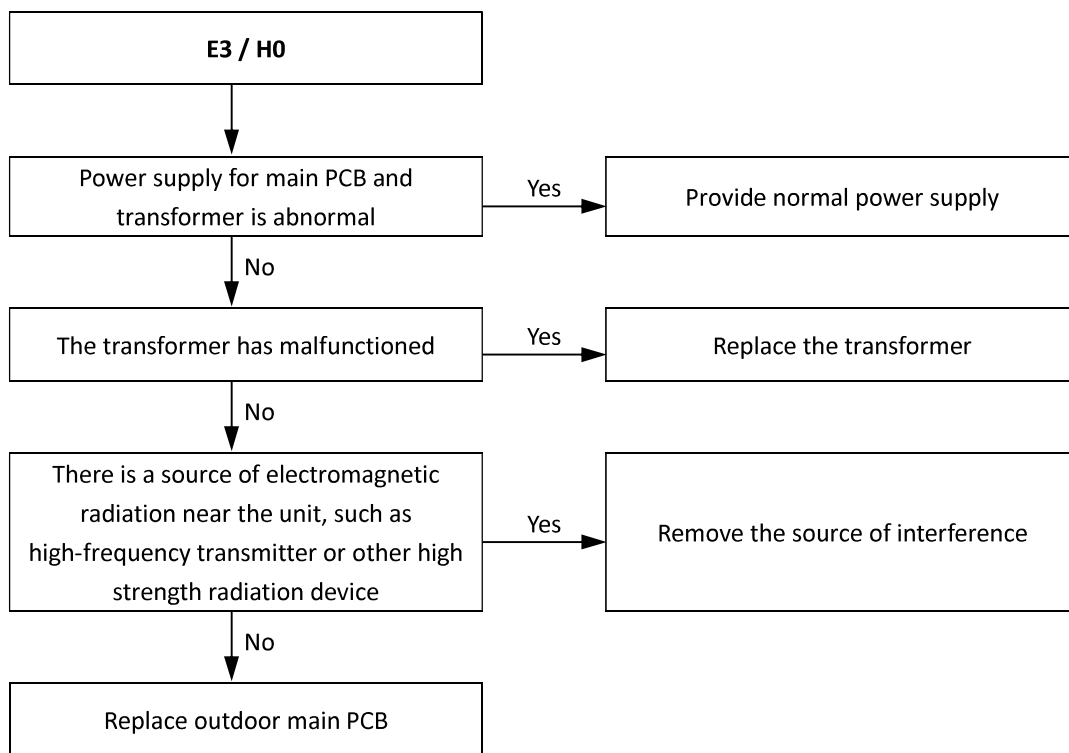 E3 / H0
Power supply for main PCB and
transformer is abnormal
Yes
Provide normal power supply
No
The transformer has malfunctioned
Yes
Replace the transformer
No
There is a source of electromagnetic
radiation near the unit, such as
high-frequency transmitter or other high
strength radiation device
Yes
Remove the source of interference
No
Replace outdoor main PCB